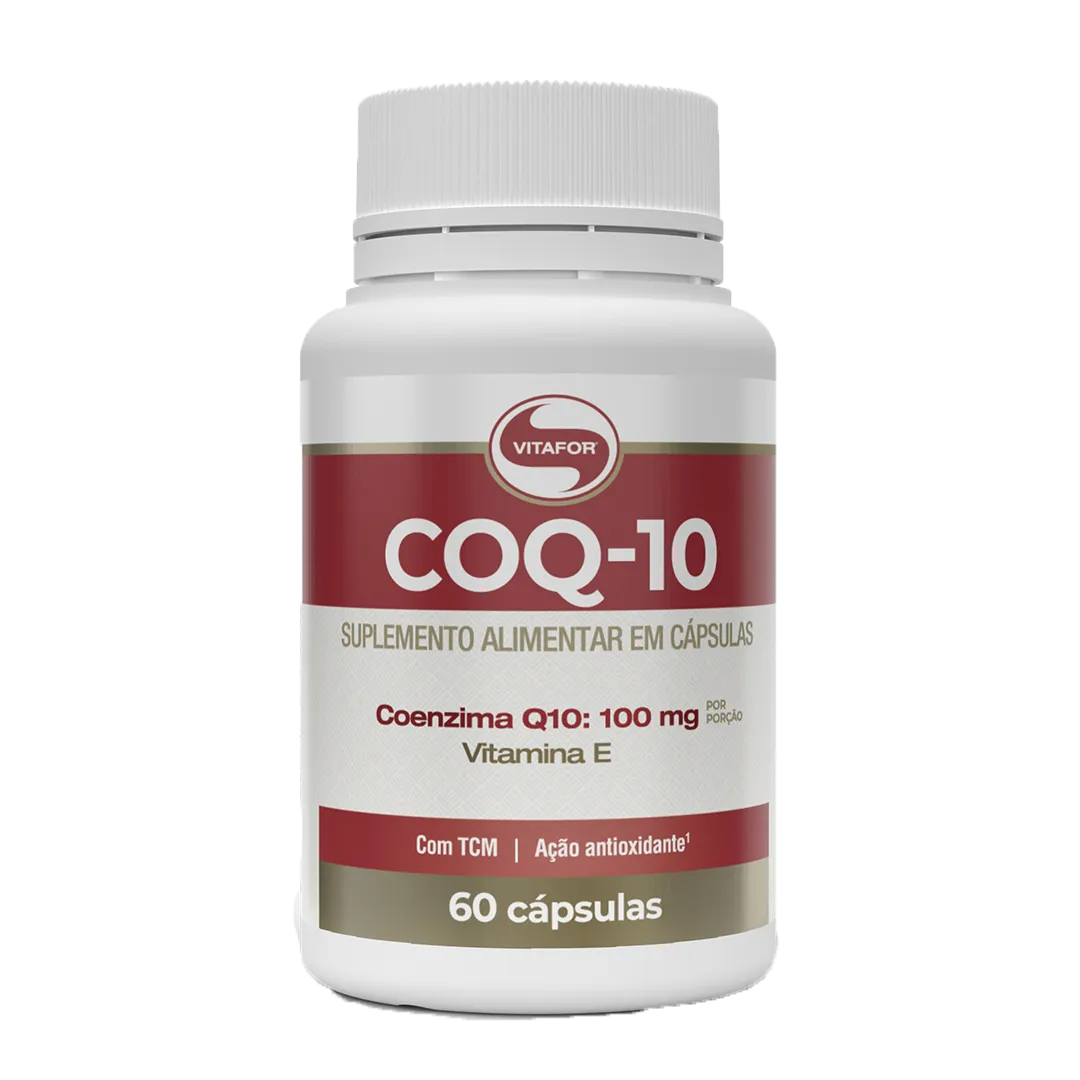 VITAFOR®
COQ-10
SUPLEMENTO ALIMENTAR EM CÁPSULAS
Coenzima Q10: 100 mg POR PORÇÃO
Vitamina E
Com TCM | Ação antioxidante¹
60 cápsulas